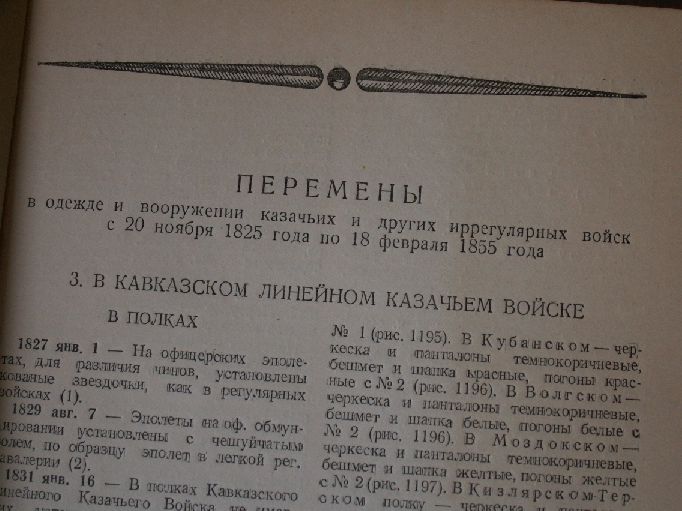 ПЕРЕМЕНЫ
в одежде и вооружении казачьих и других иррегулярных войск
с 20 ноября 1825 года по 18 февраля 1855 года
3. В КАВКАЗСКОМ ЛИНЕЙНОМ КАЗАЧЬЕМ ВОЙСКЕ
В ПОЛКАХ
1827 янв. 1 — На офицерских эполе-
тах, для различия чинов, установлены
кованые звездочки, как в регулярных
войсках (1).
1829 авг. 7 — Эполеты на оф. обмун-
дировании установлены с чешуйчатым
полем, по образцу эполет в легкой рег.
авалерии (2).
1831 янв. 16 — В полках Кавказского
инейного Казачьего Войска
№ 1 (рис. 1195). В Кубанском — чер-
кеска и панталоны темнокоричневые,
бешмет и шапка красные, погоны крас-
ные с № 2 (рис. 1196). В Волгском —
черкеска и панталоны темнокоричневые,
бешмет и шапка белые, погоны белые с
№ 2 (рис. 1196). В Моздокском —
черкеска и панталоны темнокоричневые,
бешмет и шапка желтые, погоны желтые
с № 2 (рис. 1197). В Кизлярском-Тер-
ском полку — черкеска и